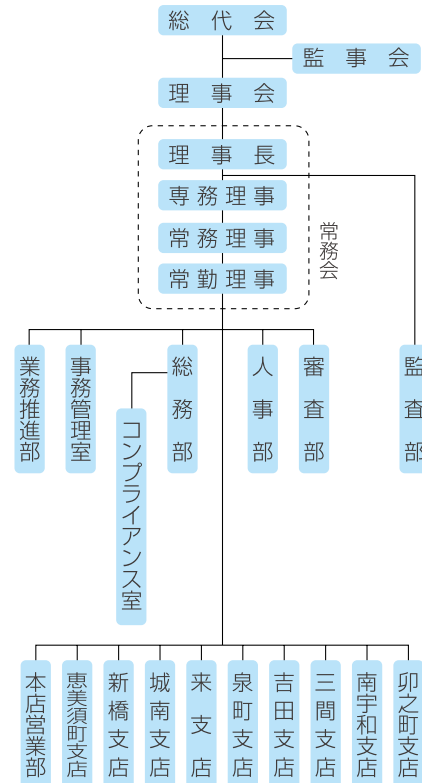 総代会
監事会
理事会
理事長
専務理事
常務理事
常勤理事
常務会
業務推進部
事務管理室
総務部
コンプライアンス室
人事部
審査部
監査部
本店営業部
恵美須町支店
新橋支店
城南支店
来支店
泉町支店
吉田支店
三間支店
南宇和支店
卯之町支店